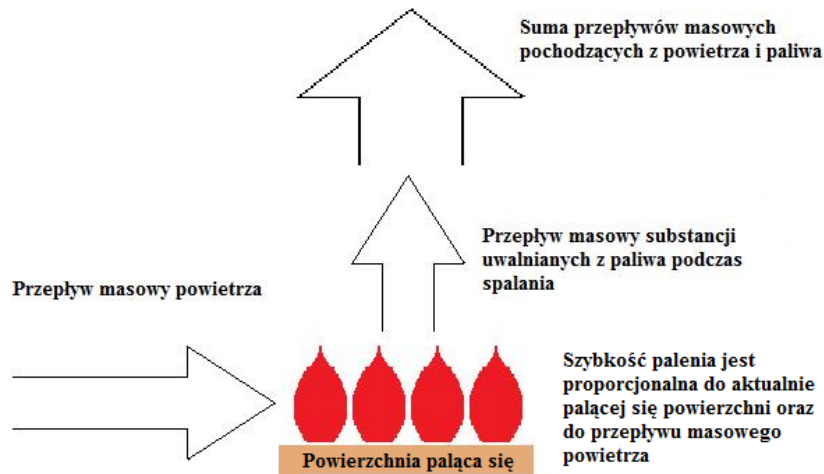 Suma przepływów masowych
pochodzących z powietrza i paliwa
Przepływ masowy substancji
uwalnianych z paliwa podczas
spalania
Przepływ masowy powietrza
Szybkość palenia jest
proporcjonalna do aktualnie
palącej się powierzchni oraz
do przepływu masowego
powietrza
Powierzchnia paląca się